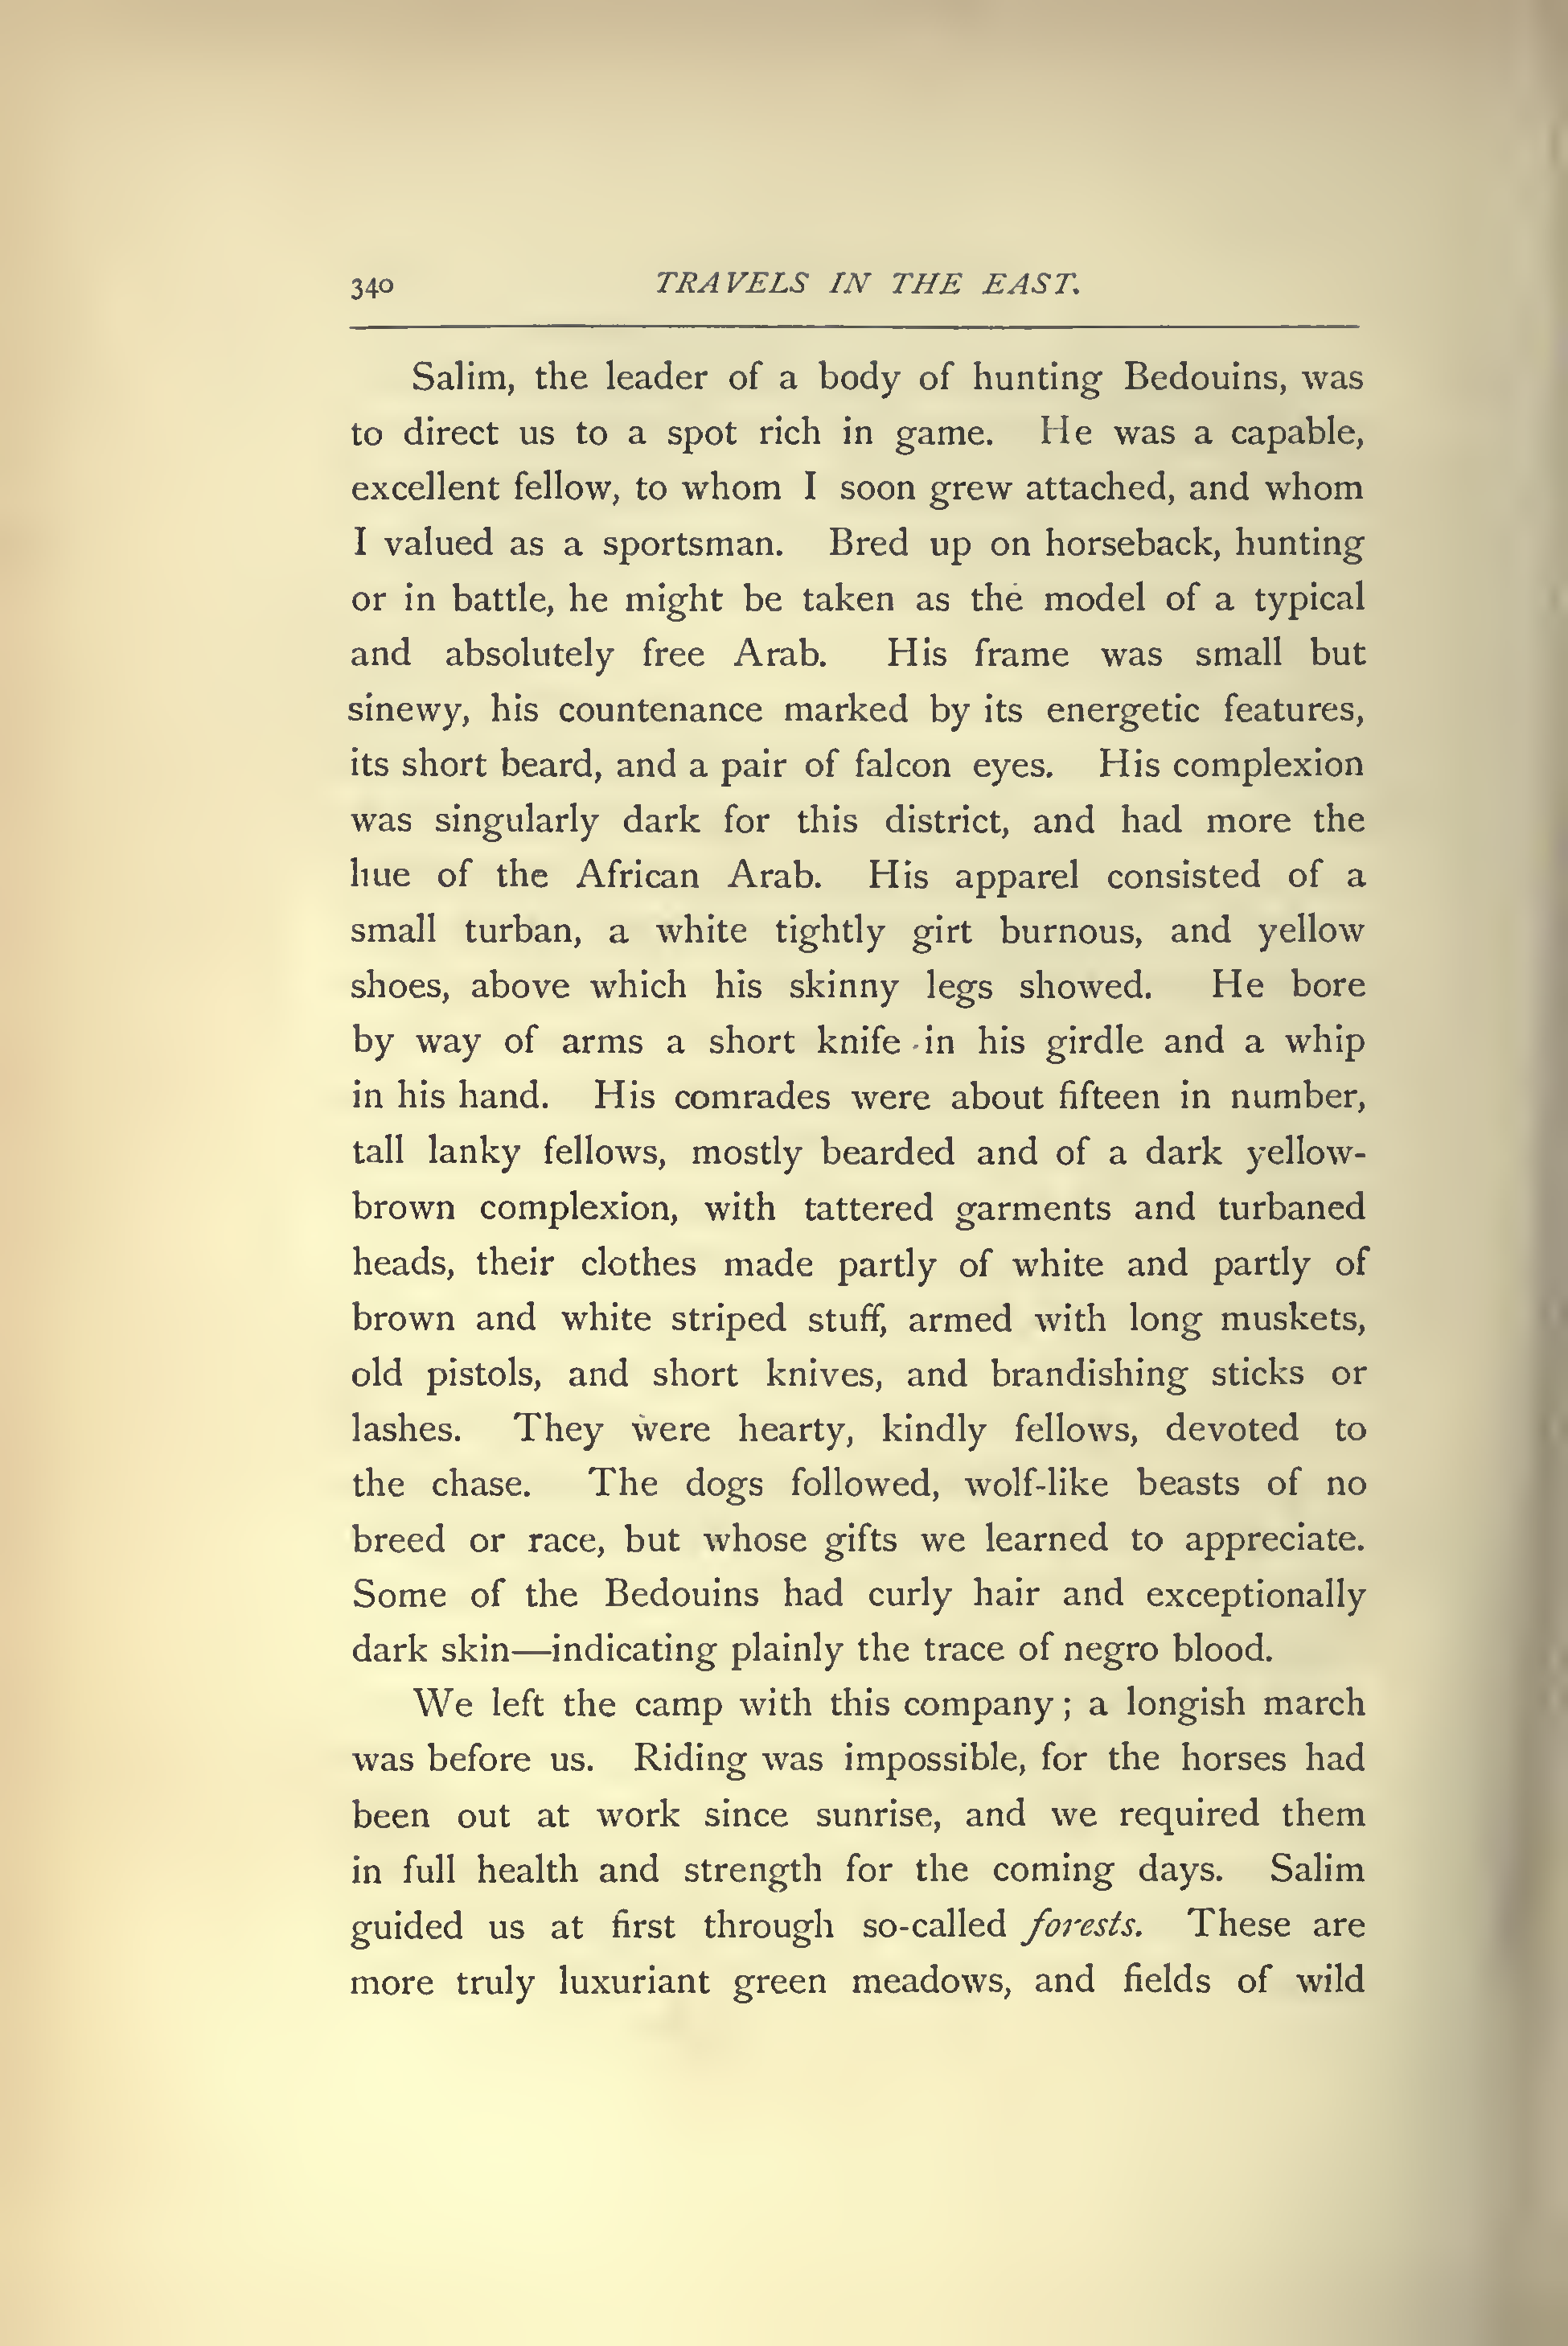 340 TRAVELS IN THE EAST.
Salim, the leader of a body of hunting Bedouins, was
to direct us to a spot rich in game. He was a capable,
excellent fellow, to whom I soon grew attached, and whom
I valued as a sportsman. Bred up on horseback, hunting
or in battle, he might be taken as the model of a typical
and absolutely free Arab. His frame was small but
sinewy, his countenance marked by its energetic features,
its short beard, and a pair of falcon eyes. His complexion
was singularly dark for this district, and had more the
hue of the African Arab. His apparel consisted of a
small turban, a white tightly girt burnous, and yellow
shoes, above which his skinny legs showed. He bore
by way of arms a short knife in his girdle and a whip
in his hand. His comrades were about fifteen in number,
tall lanky fellows, mostly bearded and of a dark yellow-
brown complexion, with tattered garments and turbaned
heads, their clothes made partly of white and partly of
brown and white striped stuff, armed with long muskets,
old pistols, and short knives, and brandishing sticks or
lashes. They were hearty, kindly fellows, devoted to
the chase. The dogs followed, wolf-like beasts of no
breed or race, but whose gifts we learned to appreciate.
Some of the Bedouins had curly hair and exceptionally
dark skin—indicating plainly the trace of negro blood.
We left the camp with this company ; a longish march
was before us. Riding was impossible, for the horses had
been out at work since sunrise, and we required them
in full health and strength for the coming days. Salim
guided us at first through so-called forests. These are
more truly luxuriant green meadows, and fields of wild